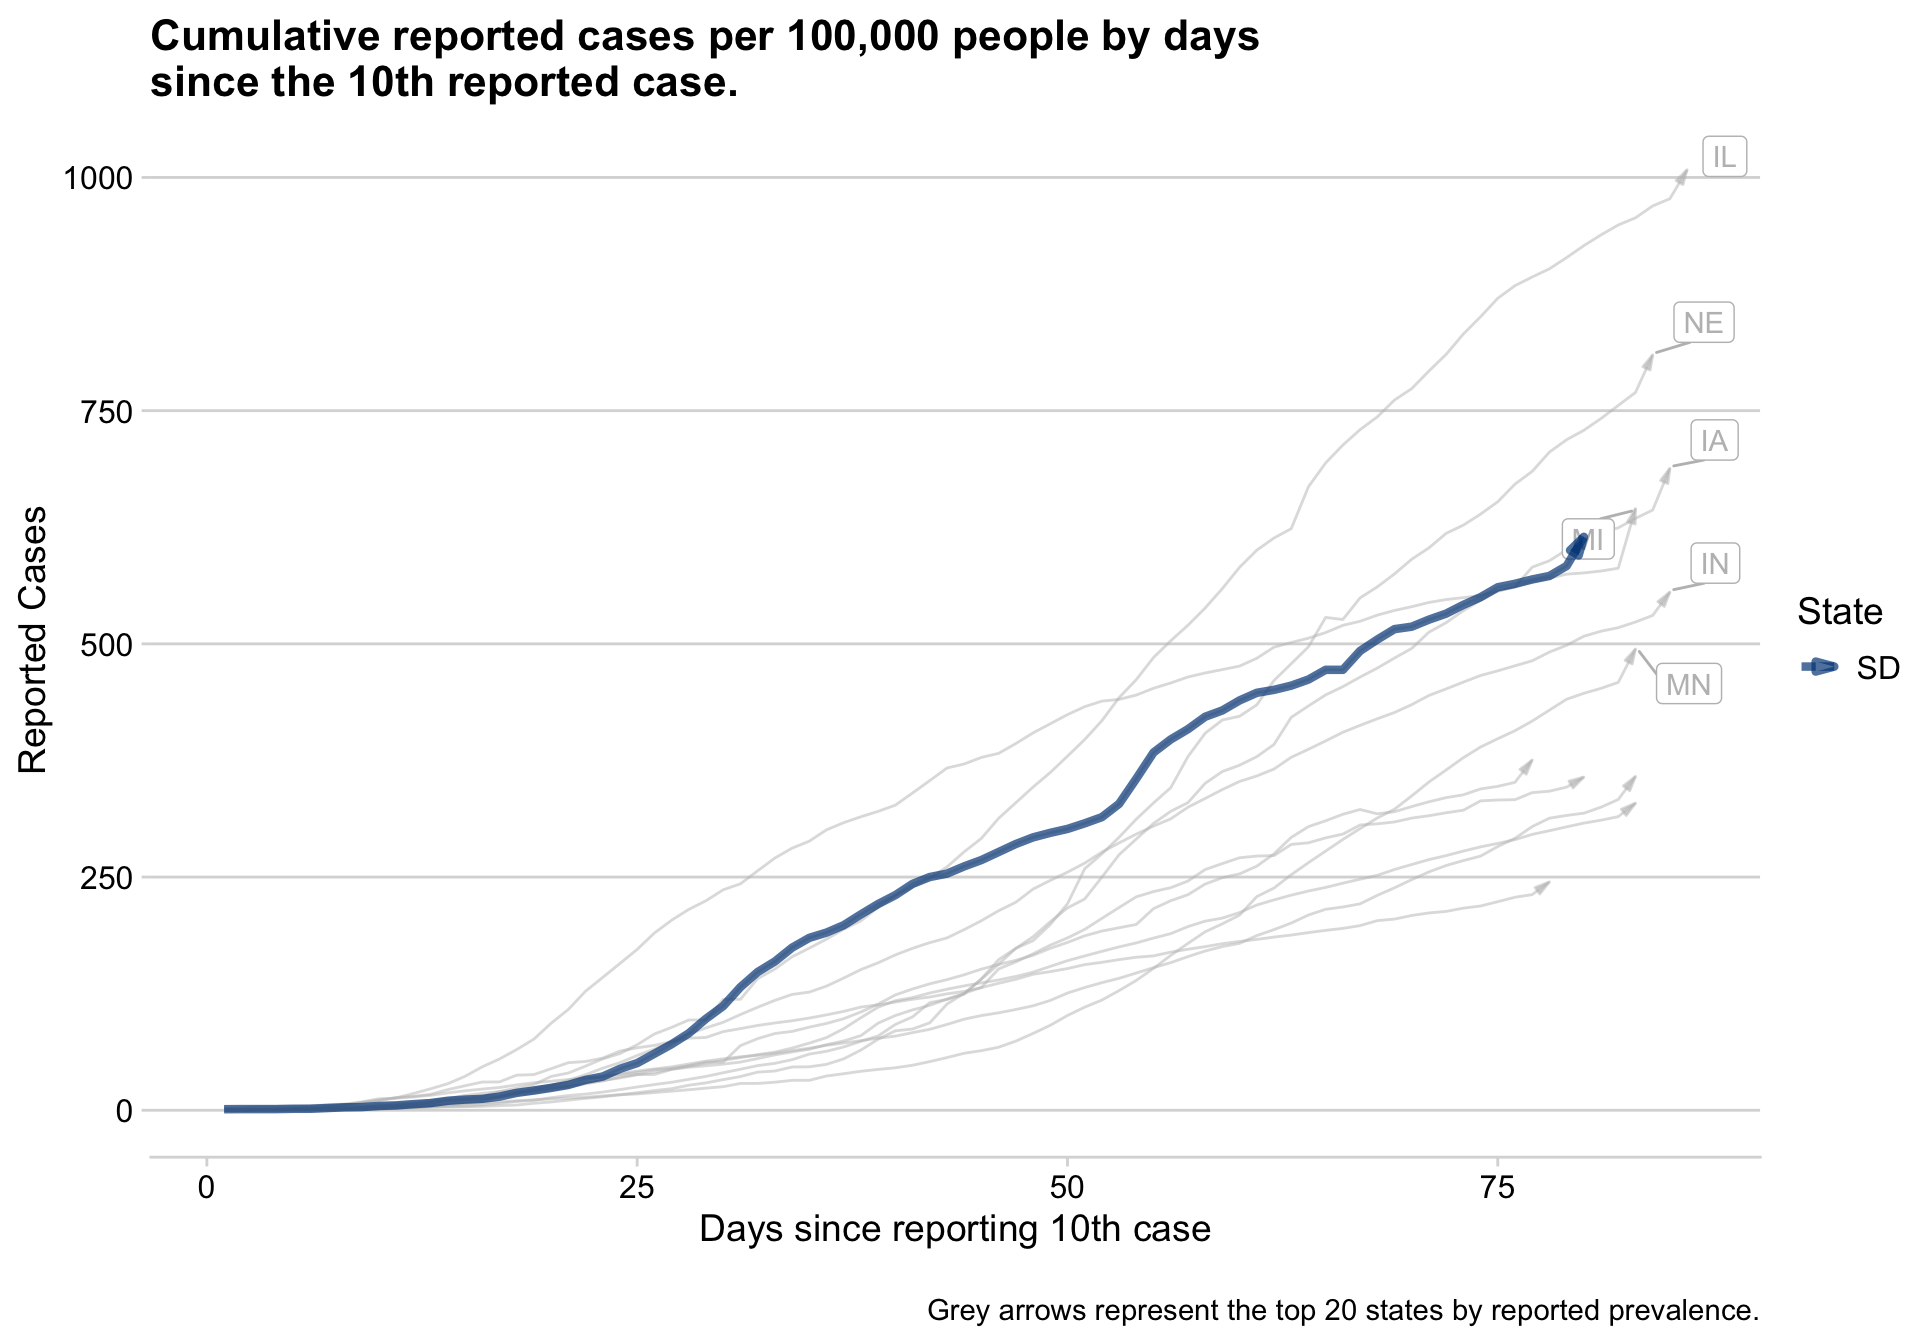 Cumulative reported cases per 100,000 people by days
since the 10th reported case.
1000
750
500
250
0
Reported Cases
IL
NE
IA
MI
IN
MN
State
SD
0
25
50
75
Days since reporting 10th case
Grey arrows represent the top 20 states by reported prevalence.